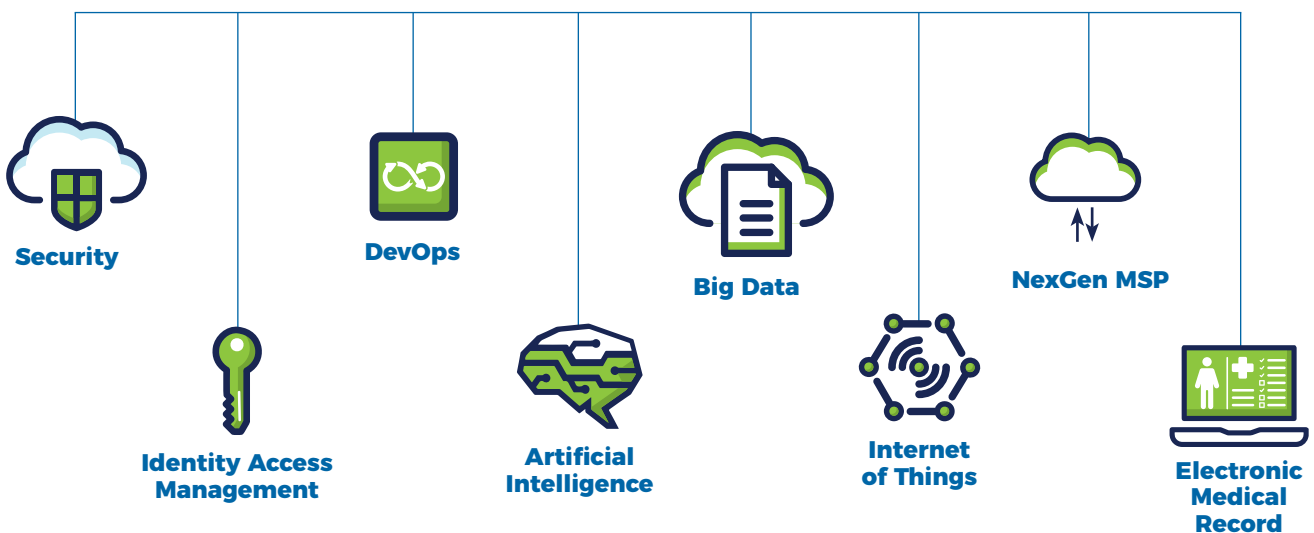 Security
Identity Access
Management
DevOps
Artificial
Intelligence
Big Data
Internet
of Things
NexGen MSP
Electronic
Medical
Record